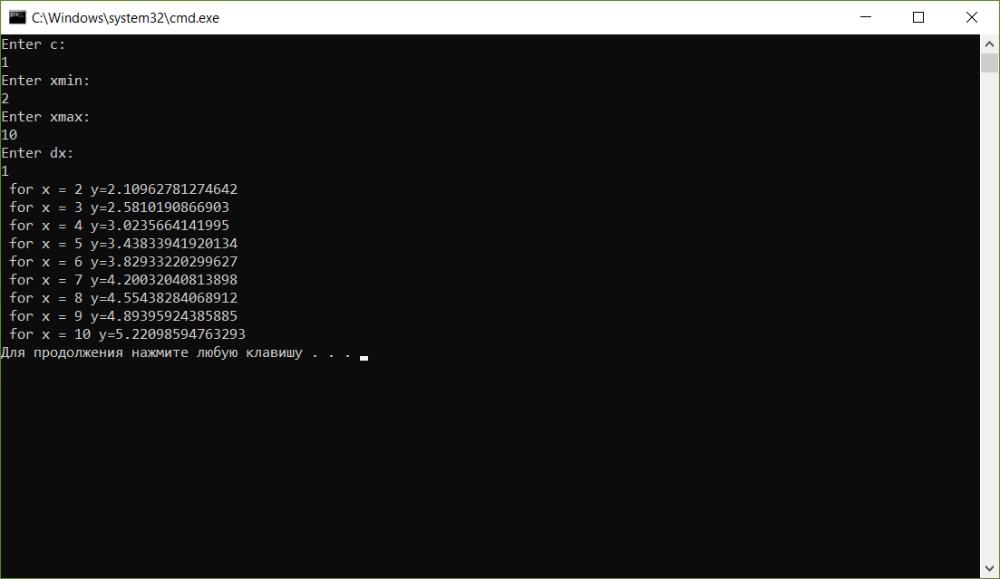 C:\Windows\system32\cmd.exe
Enter c:
1
Enter xmin:
2
Enter xmax:
10
Enter dx:
1
for x = 2 y=2.10962781274642
for x = 3 y=2.5810190866903
for x = 4 y=3.0235664141995
for x = 5 y=3.43833941920134
for x = 6 y=3.82933220299627
for x = 7 y=4.20032040813898
for x = 8 y=4.55438284068912
for x = 9 y=4.89395924385885
for x = 10 y=5.22098594763293
Для продолжения нажмите любую клавишу . . .